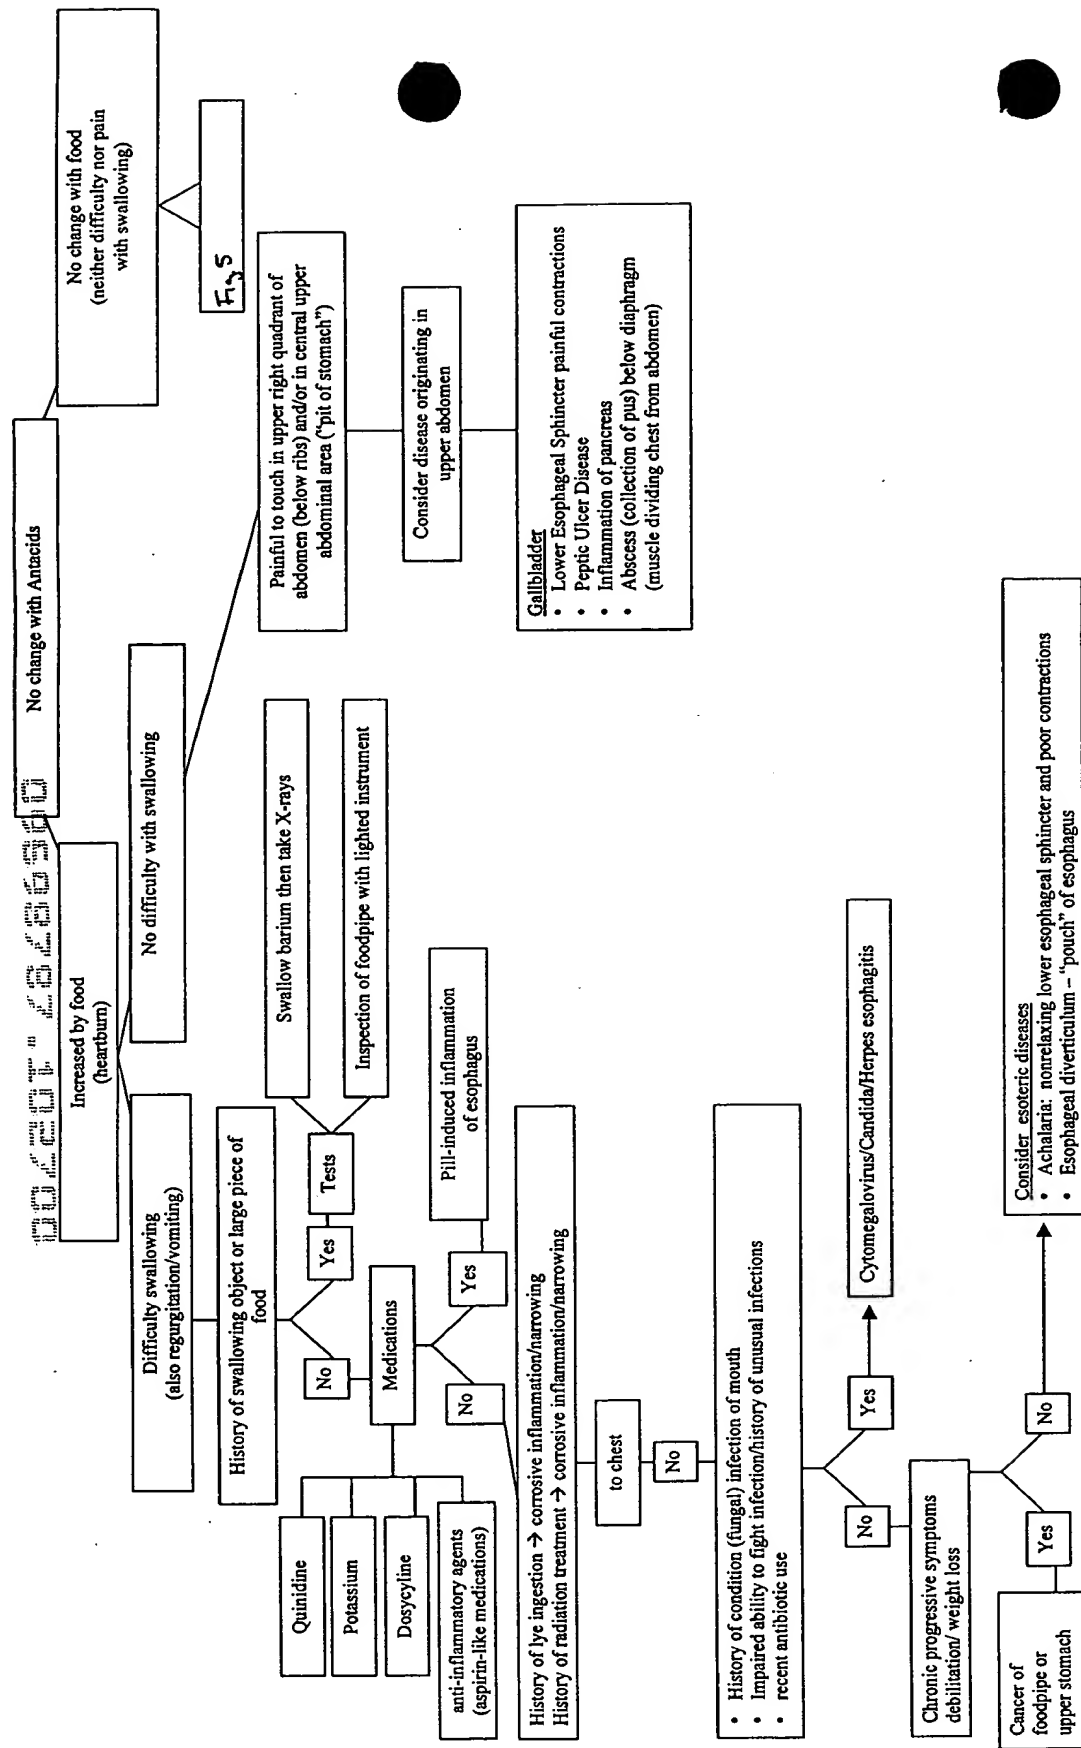 No change with Antacids
Increased by food
(heartburn)
No change with food
(neither difficulty nor pain
with swallowing)
Fig 5
Difficulty swallowing
(also regurgitation/vomiting)
No difficulty with swallowing
History of swallowing object or large piece of
food
No
Yes
Tests
Swallow barium then take X-rays
Inspection of foodpipe with lighted instrument
Painful to touch in upper right quadrant of
abdomen (below ribs) and/or in central upper
abdominal area ("pit of stomach")
Consider disease originating in
upper abdomen
Gallbladder
• Lower Esophageal Sphincter painful contractions
• Peptic Ulcer Disease
• Inflammation of pancreas
• Abscess (collection of pus) below diaphragm
(muscle dividing chest from abdomen)
Medications
Quinidine
Potassium
Dosycyline
anti-inflammatory agents
(aspirin-like medications)
No
Yes
Pill-induced inflammation
of esophagus
History of lye ingestion → corrosive inflammation/narrowing
History of radiation treatment → corrosive inflammation/narrowing
to chest
No
• History of condition (fungal) infection of mouth
• Impaired ability to fight infection/history of unusual infections
• recent antibiotic use
No
Yes
Cytomegalovirus/Candida/Herpes esophagitis
Chronic progressive symptoms
debilitation/ weight loss
Yes
No
Cancer of
foodpipe or
upper stomach
Consider esoteric diseases
• Achalaria: nonrelaxing lower esophageal sphincter and poor contractions
• Esophageal diverticulum – "pouch" of esophagus